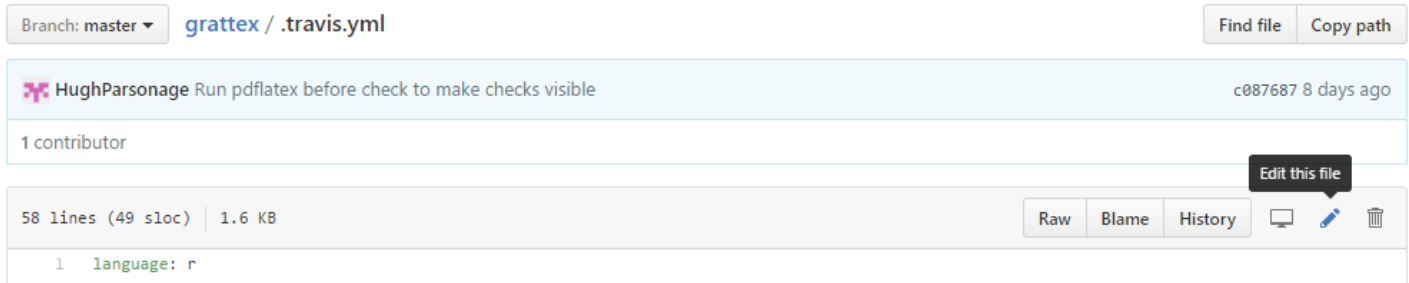 Branch: master grattex / .travis.yml Find file Copy path
HughParsonage Run pdflatex before check to make checks visible c087687 8 days ago
1 contributor
Edit this file
58 lines (49 sloc) 1.6 KB Raw Blame History
1 language: r